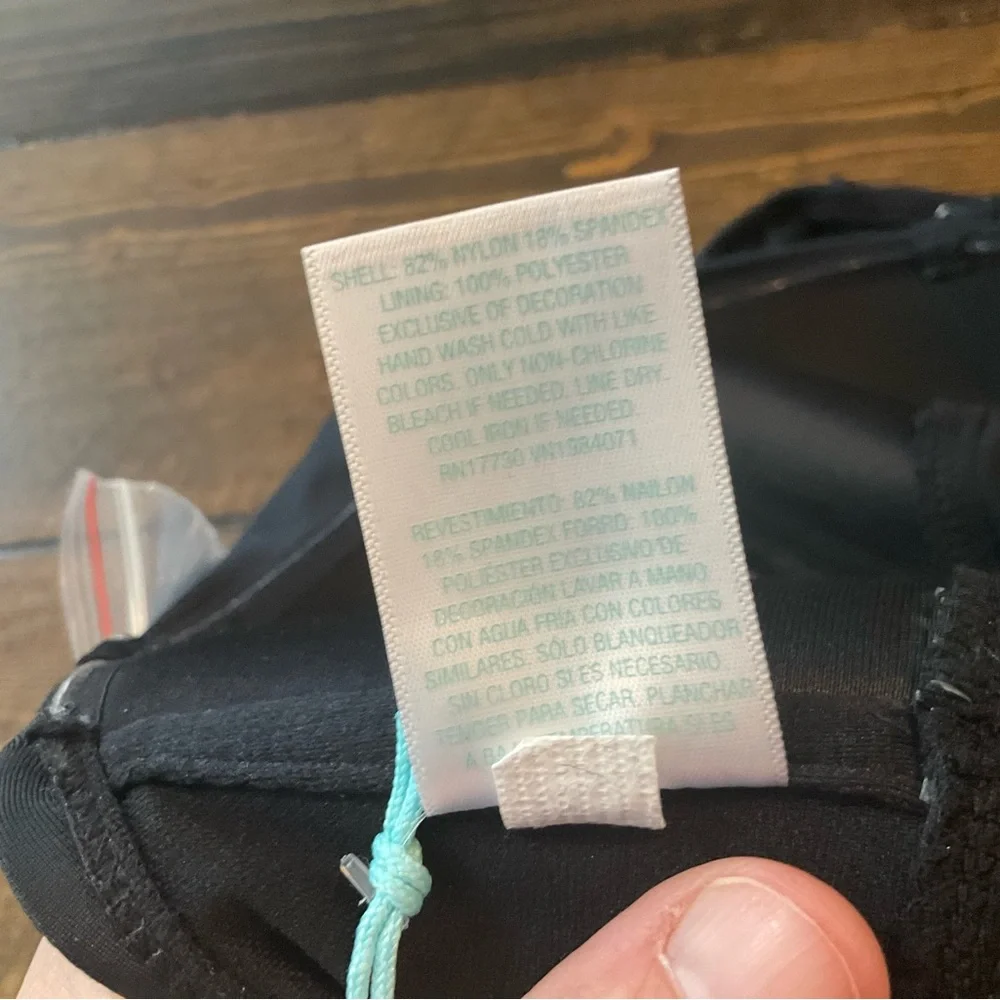 SHELL: 82% NYLON 18% SPANDEX
LINING: 100% POLYESTER
EXCLUSIVE OF DECORATION
HAND WASH COLD WITH LIKE
COLORS. ONLY NON-CHLORINE
BLEACH IF NEEDED. LINE DRY.
COOL IRON IF NEEDED
RN17730 VN1984071
REVESTIMIENTO: 82% NAILON
18% SPANDEX FORRO: 100%
POLIESTER EXCLUSIVO DE
DECORACIÓN LAVAR A MANO
CON AGUA FRIA CON COLORES
SIMILARES. SOLO BLANQUEADOR
SIN CLORO SI ES NECESARIO
TENDER PARA SECAR. PLANCHAR
A